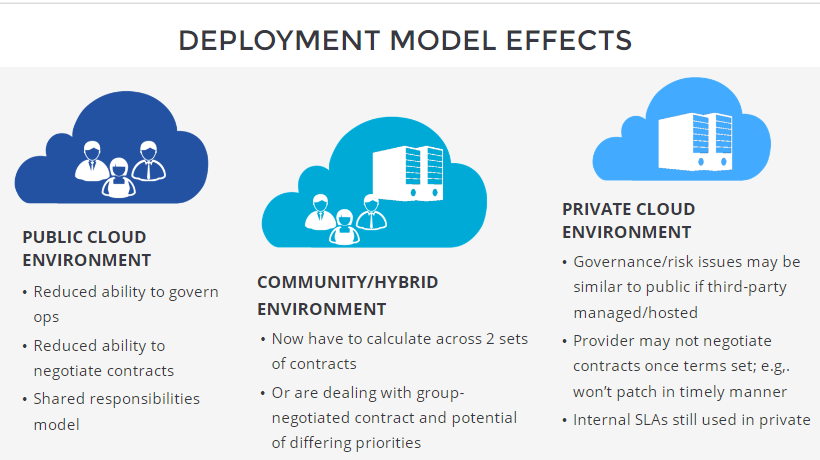 DEPLOYMENT MODEL EFFECTS
PUBLIC CLOUD
ENVIRONMENT
• Reduced ability to govern
ops
• Reduced ability to
negotiate contracts
• Shared responsibilities
model
COMMUNITY/HYBRID
ENVIRONMENT
• Now have to calculate across 2 sets
of contracts
• Or are dealing with group-
negotiated contract and potential
of differing priorities
PRIVATE CLOUD
ENVIRONMENT
• Governance/risk issues may be
similar to public if third-party
managed/hosted
• Provider may not negotiate
contracts once terms set; e.g,.
won’t patch in timely manner
• Internal SLAs still used in private